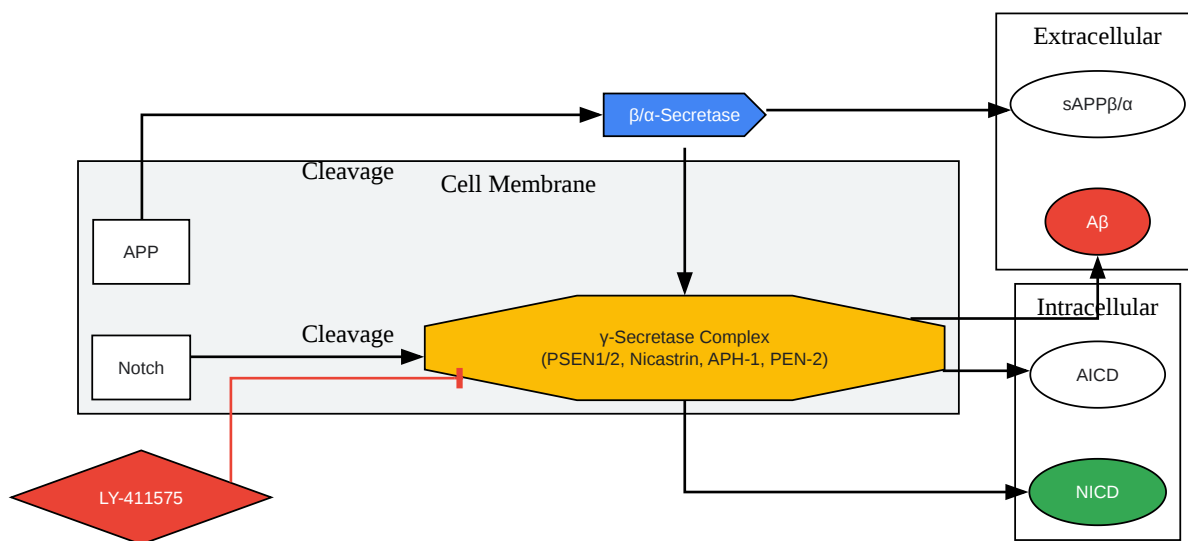 Extracellular
sAPPβ/α
β/α-Secretase
Cleavage
Cell Membrane
Aβ
APP
Intracellular
Cleavage
γ-Secretase Complex
(PSEN1/2, Nicastrin, APH-1, PEN-2)
Notch
AICD
LY-411575
NICD